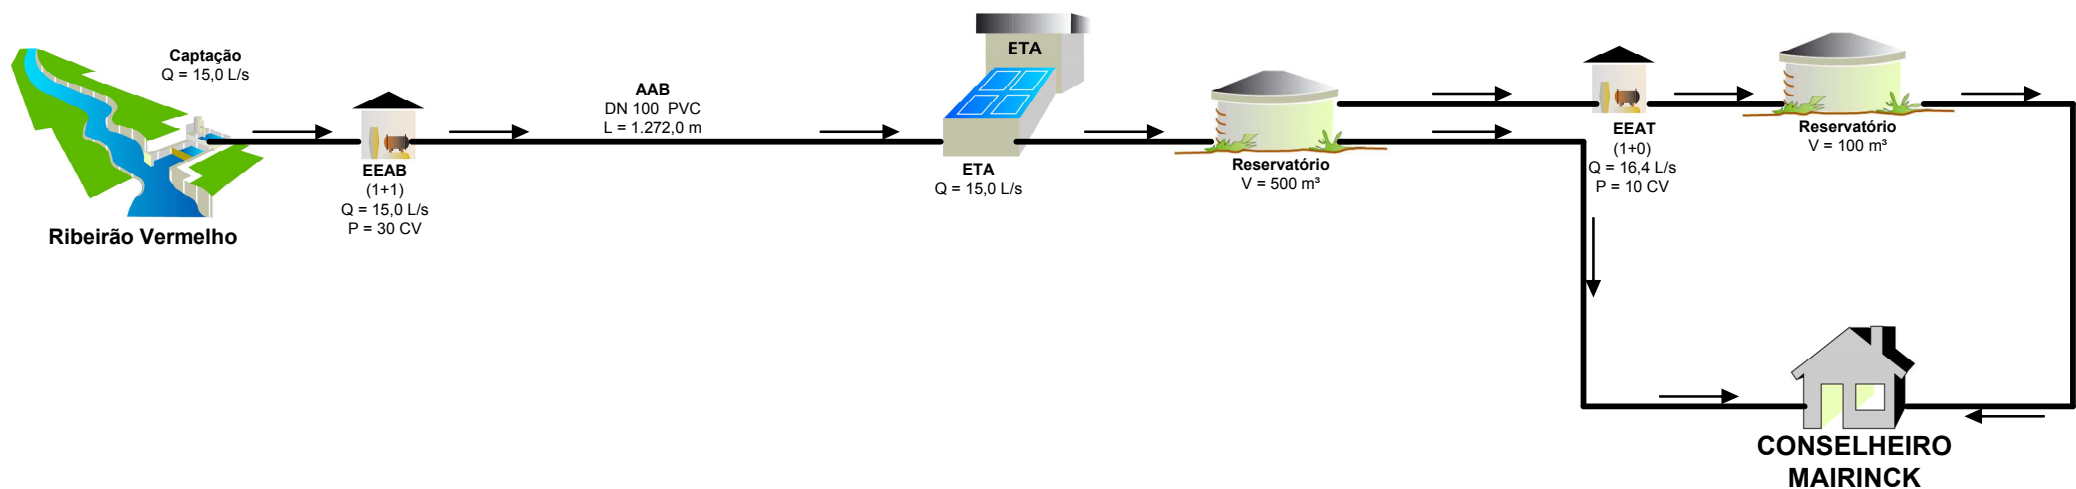 Captação
Q = 15,0 L/s
Ribeirão Vermelho
EEAB
(1+1)
Q = 15,0 L/s
P = 30 CV
AAB
DN 100 PVC
L = 1.272,0 m
ETA
ETA
Q = 15,0 L/s
Reservatório
V = 500 m³
EEAT
(1+0)
Q = 16,4 L/s
P = 10 CV
Reservatório
V = 100 m³
CONSELHEIRO
MAIRINCK